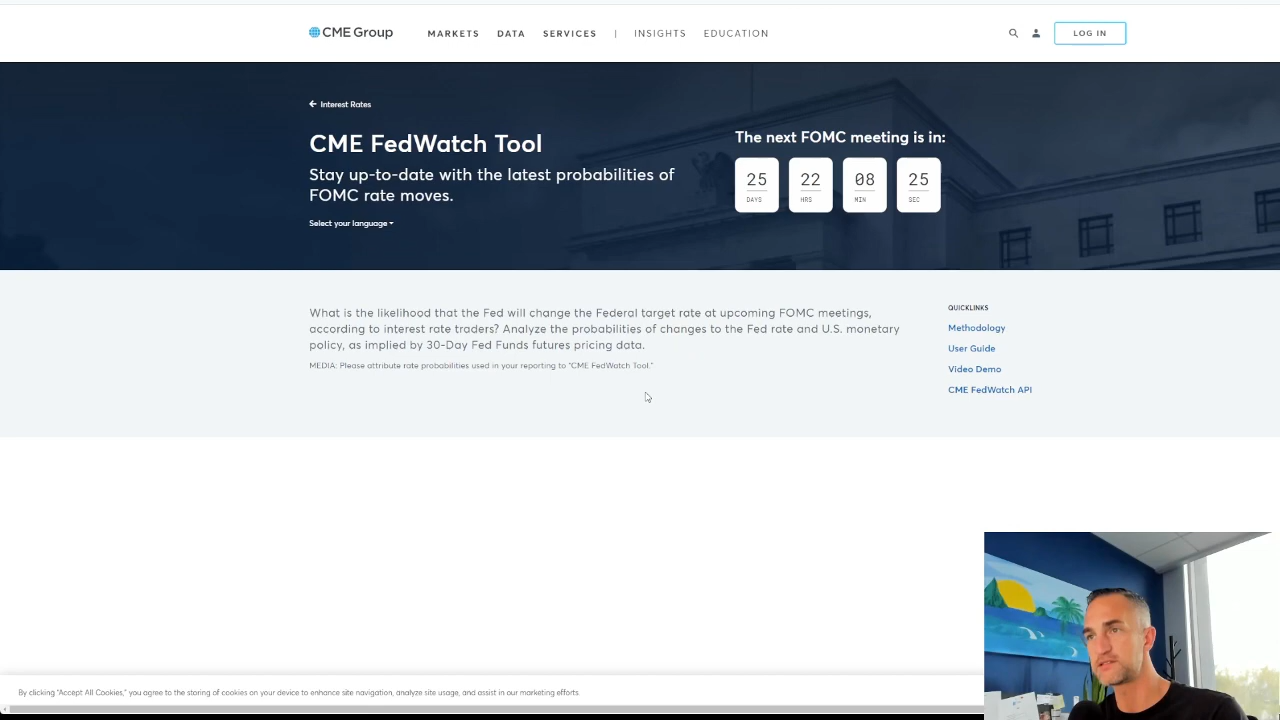 CME Group
MARKETS DATA SERVICES | INSIGHTS EDUCATION
LOG IN
Interest Rates
CME FedWatch Tool
Stay up-to-date with the latest probabilities of
FOMC rate moves.
Select your language
The next FOMC meeting is in:
25 22 08 25
DAYS HRS MIN SEC
What is the likelihood that the Fed will change the Federal target rate at upcoming FOMC meetings,
according to interest rate traders? Analyze the probabilities of changes to the Fed rate and U.S. monetary
policy, as implied by 30-Day Fed Funds futures pricing data.
MEDIA: Please attribute rate probabilities used in your reporting to "CME FedWatch Tool."
QUICKLINKS
Methodology
User Guide
Video Demo
CME FedWatch API
By clicking "Accept All Cookies," you agree to the storing of cookies on your device to enhance site navigation, analyze site usage, and assist in our marketing efforts.